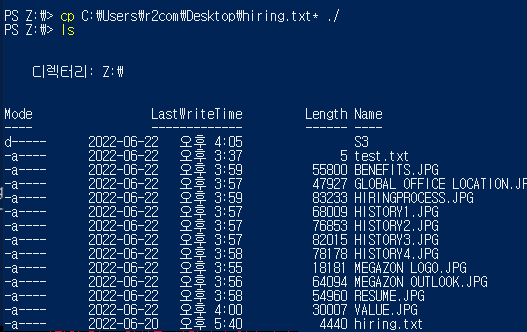 PS Z:\> cp C:\Users\r2com\Desktop\hiring.txt* ./
PS Z:\> ls
디렉터리: Z:\
Mode LastWriteTime Length Name
---- ------------- ------ ----
d----- 2022-06-22 오후 4:05 S3
-a---- 2022-06-22 오후 3:37 5 test.txt
-a---- 2022-06-22 오후 3:59 55800 BENEFITS.JPG
-a---- 2022-06-22 오후 3:57 47927 GLOBAL OFFICE LOCATION.JP
-a---- 2022-06-22 오후 3:59 83233 HIRINGPROCESS.JPG
-a---- 2022-06-22 오후 3:57 68009 HISTORY1.JPG
-a---- 2022-06-22 오후 3:57 76853 HISTORY2.JPG
-a---- 2022-06-22 오후 3:57 82015 HISTORY3.JPG
-a---- 2022-06-22 오후 3:58 78178 HISTORY4.JPG
-a---- 2022-06-22 오후 3:55 18181 MEGAZON LOGO.JPG
-a---- 2022-06-22 오후 3:56 64094 MEGAZON OUTLOOK.JPG
-a---- 2022-06-22 오후 3:58 54960 RESUME.JPG
-a---- 2022-06-22 오후 4:00 30007 VALUE.JPG
-a---- 2022-06-20 오후 5:40 4440 hiring.txt